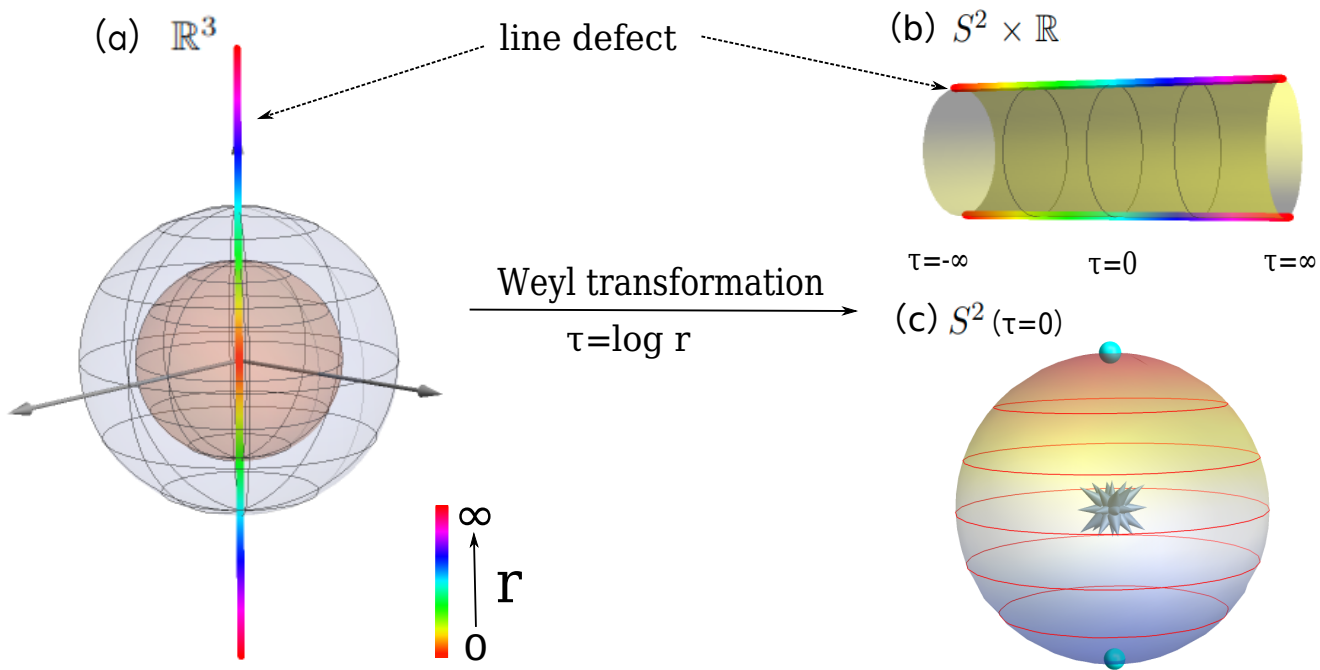 (a) ℝ³
line defect
(b) S² × ℝ
τ=-∞ τ=0 τ=∞
Weyl transformation
τ=log r
(c) S² (τ=0)
∞
r
0